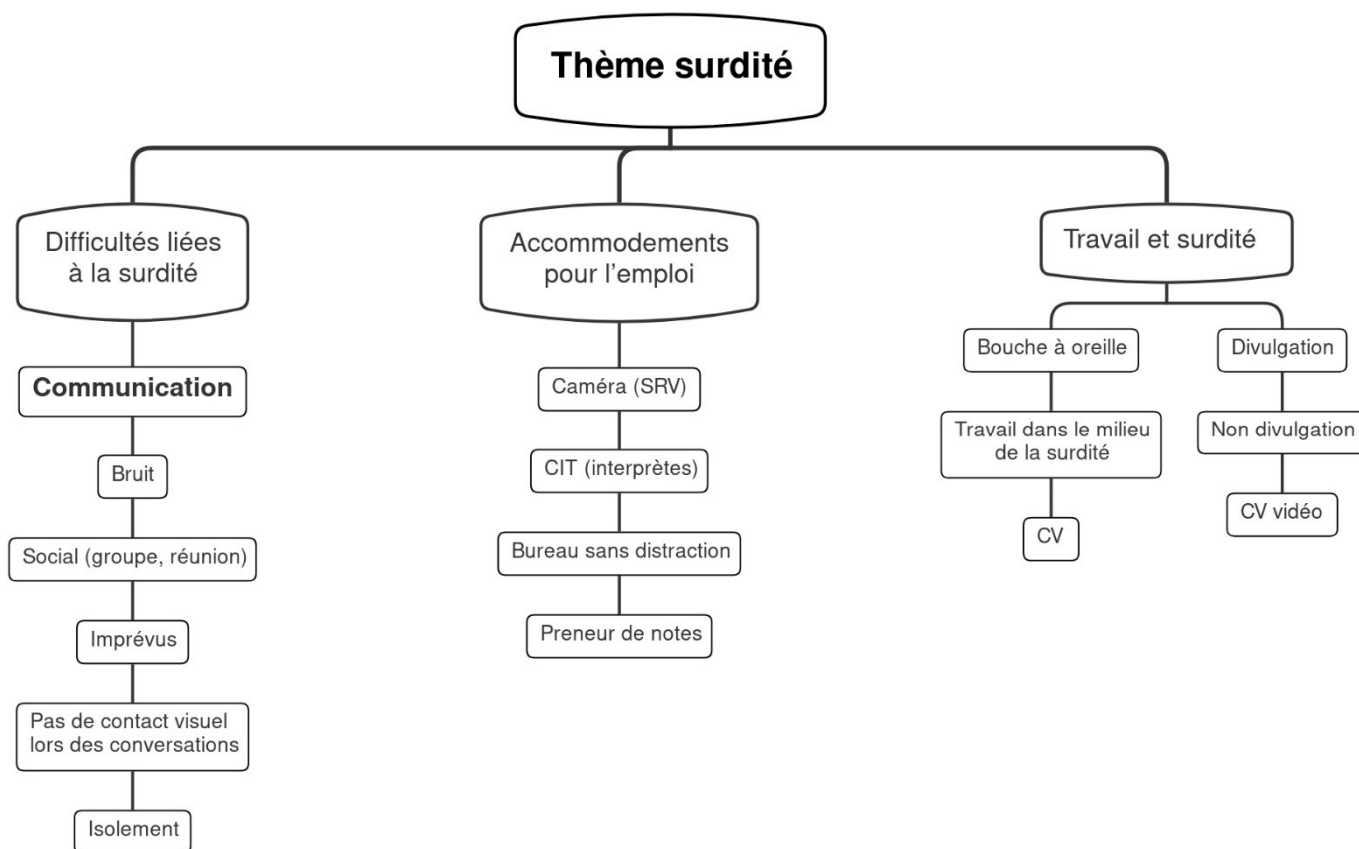 Thème surdité
Difficultés liées
à la surdité
Communication
Bruit
Social (groupe, réunion)
Imprévus
Pas de contact visuel
lors des conversations
Isolement
Accommodements
pour l'emploi
Caméra (SRV)
CIT (interprètes)
Bureau sans distraction
Preneur de notes
Travail et surdité
Bouche à oreille
Travail dans le milieu
de la surdité
CV
Divulgation
Non divulgation
CV vidéo